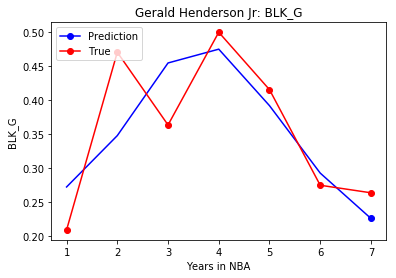 Gerald Henderson Jr: BLK_G
Prediction
True
BLK_G
0.50
0.45
0.40
0.35
0.30
0.25
0.20
1 2 3 4 5 6 7
Years in NBA